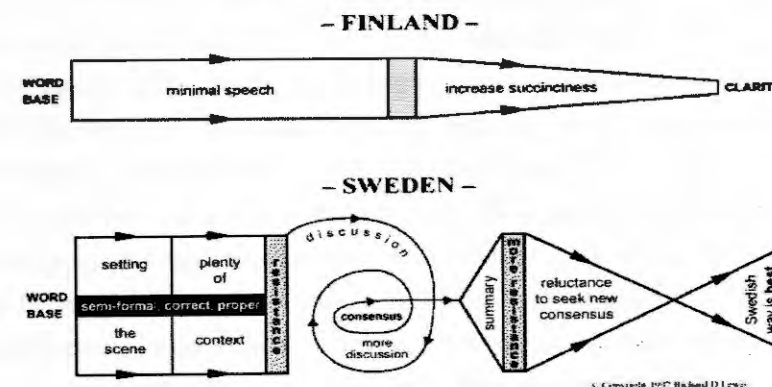 – FINLAND –
WORD
BASE
minimal speech
increase succinctness
CLARIT
– SWEDEN –
setting
plenty
of
semi-formal, correct, proper
WORD
BASE
the
scene
context
resistance
discussion
consensus
more
discussion
summary
more resistance
reluctance
to seek new
consensus
Swedish
way is best
Copyright
Richard D